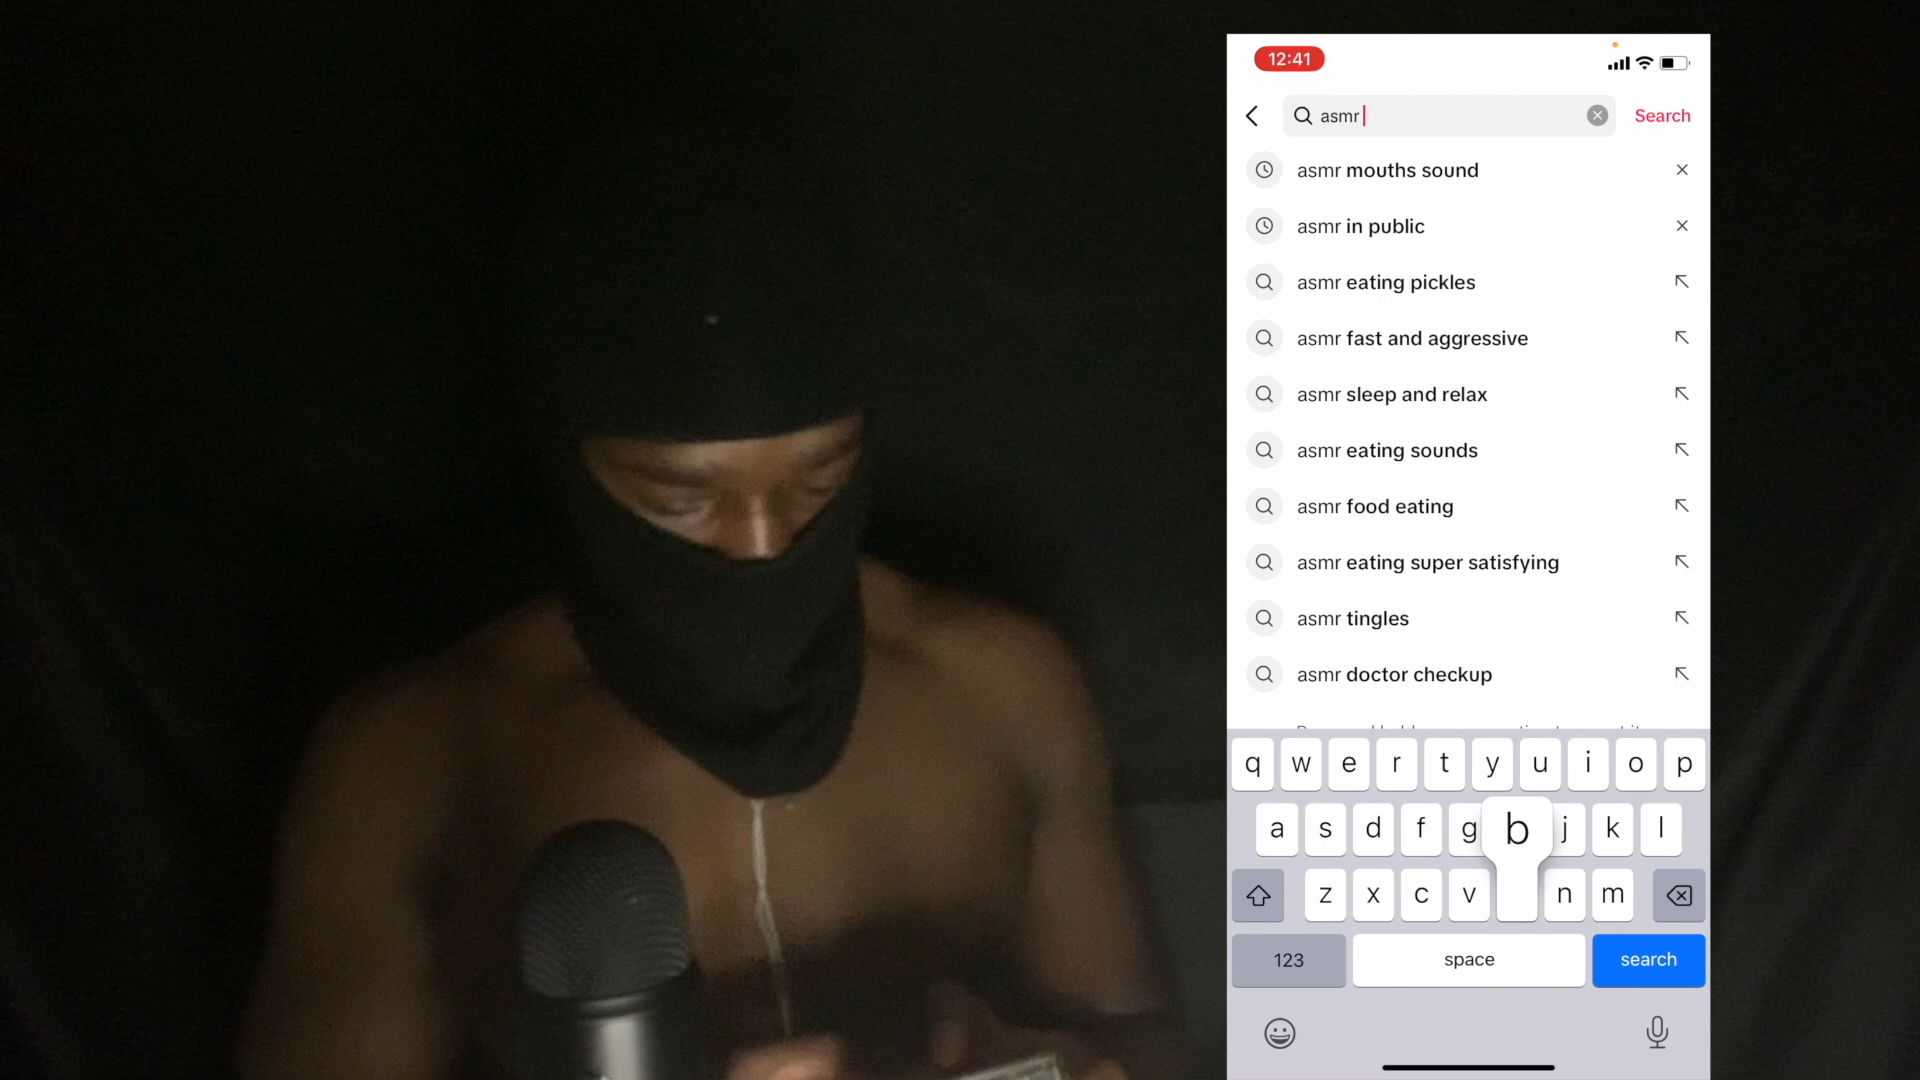 12:41
asmr
Search
asmr mouths sound
asmr in public
asmr eating pickles
asmr fast and aggressive
asmr sleep and relax
asmr eating sounds
asmr food eating
asmr eating super satisfying
asmr tingles
asmr doctor checkup
q w e r t y u i o p
a s d f g b j k l
z x c v n m
123 space search